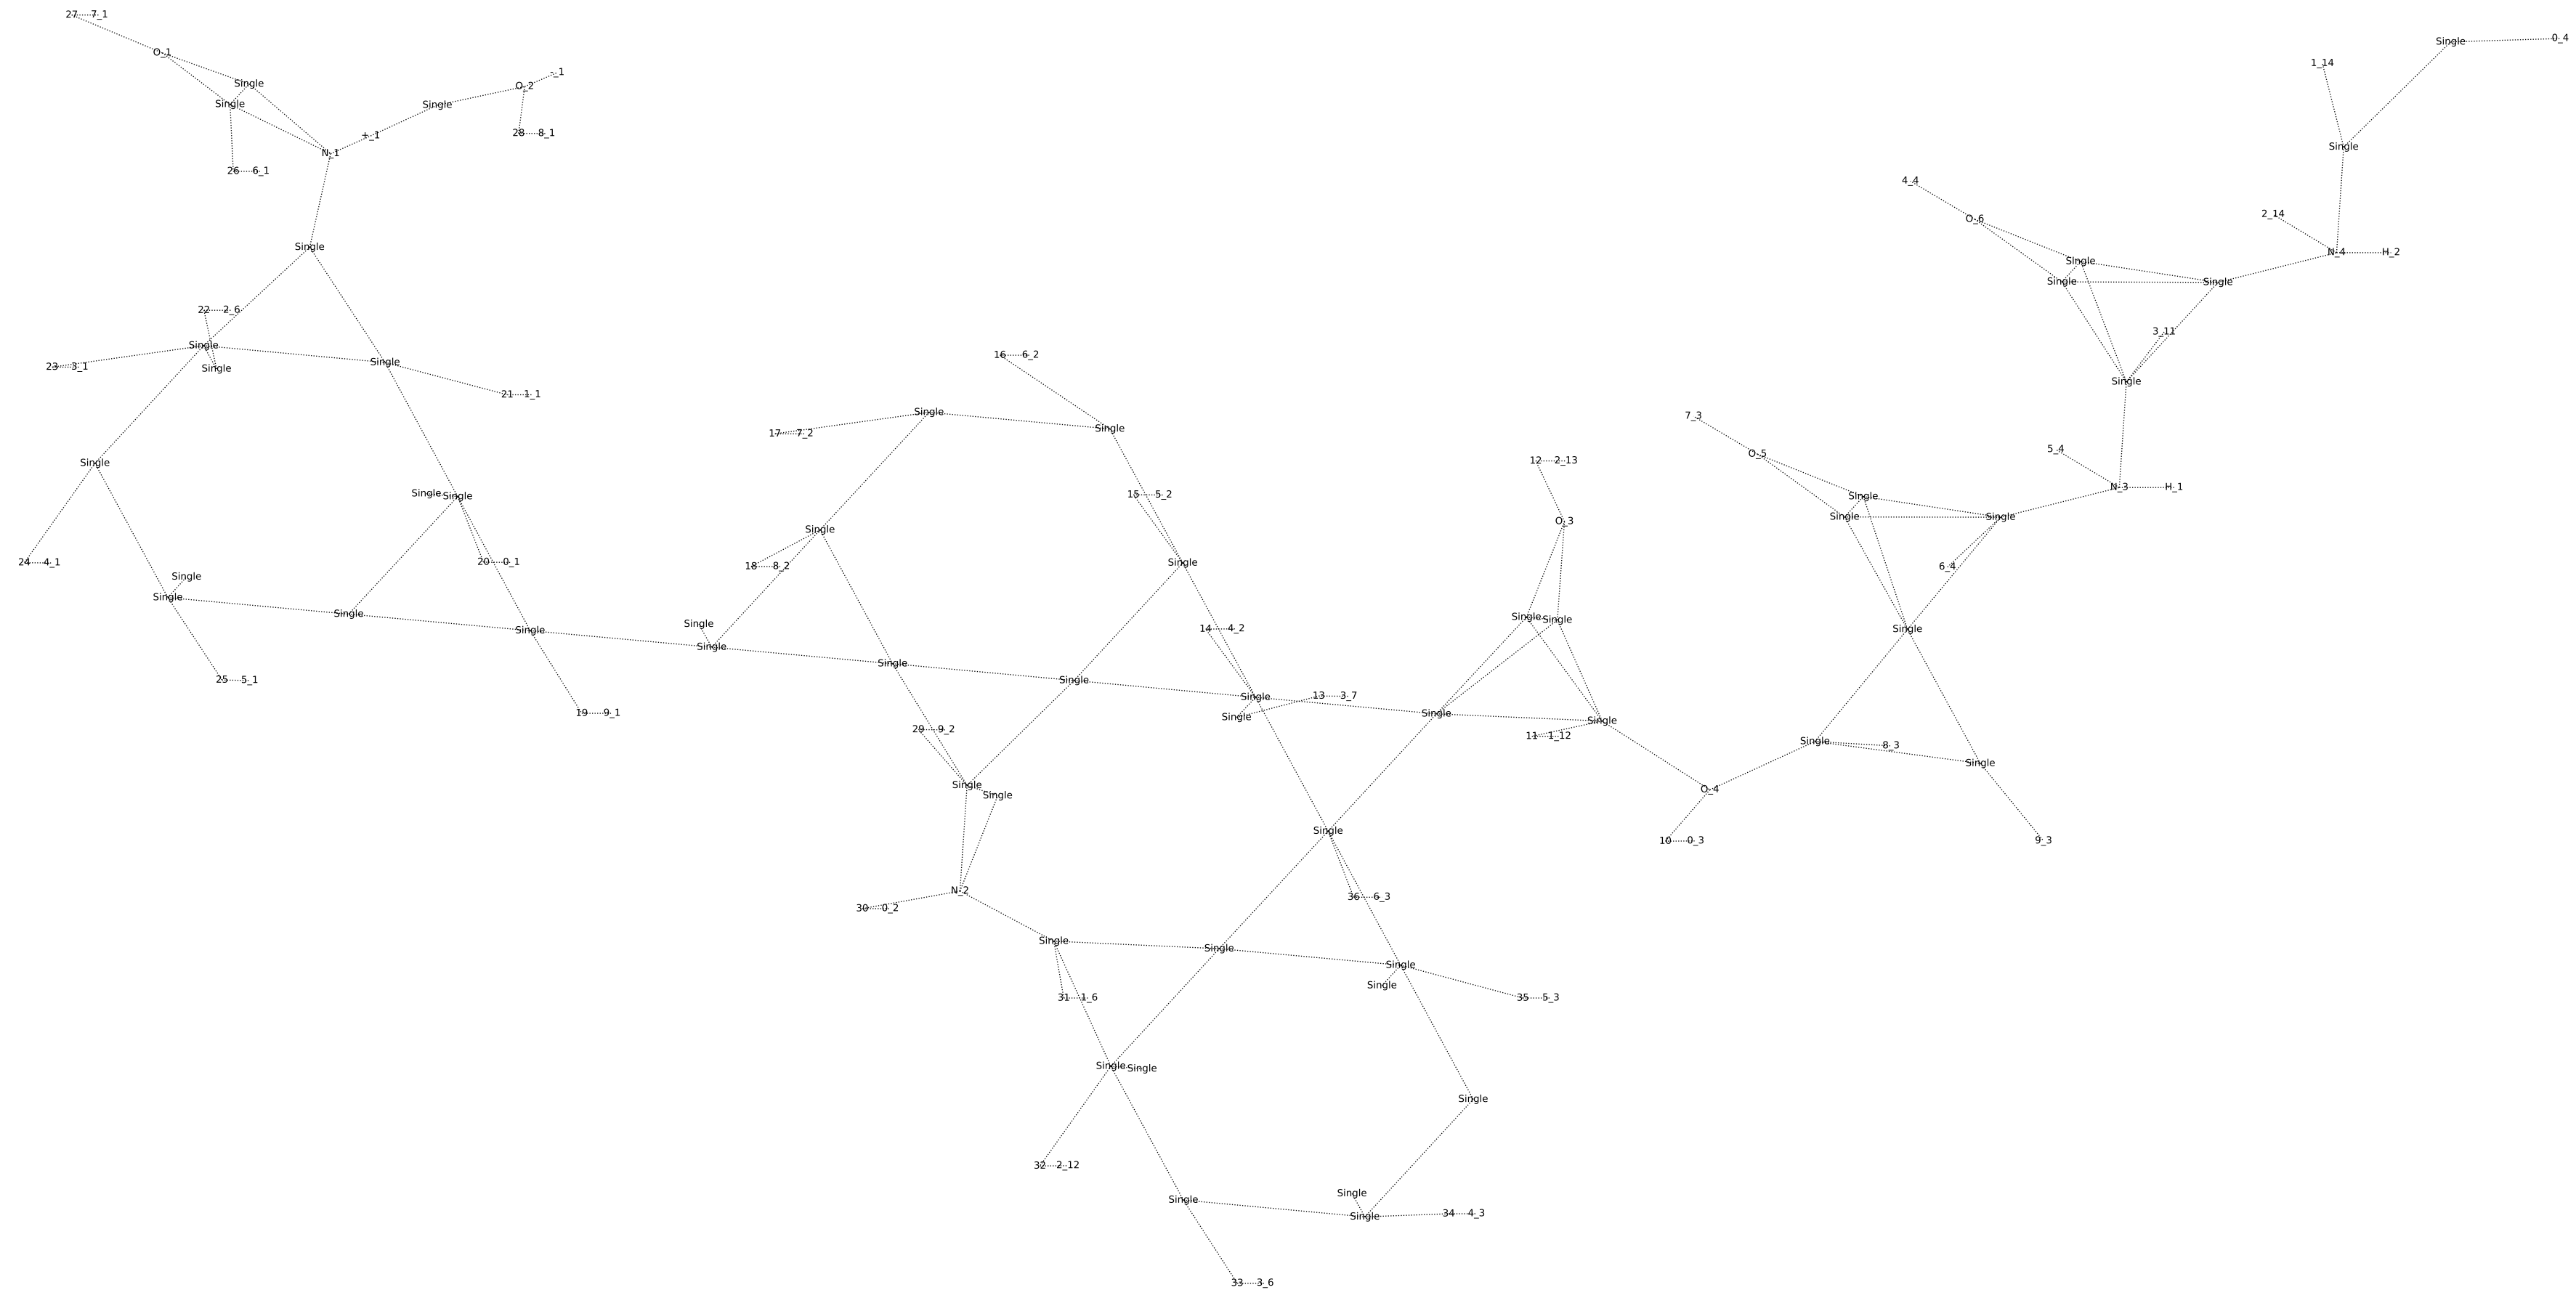 27 7_1
0_4
Single
O_1
1_14
-_1
Single
O_2
Single
Single
28 8_1
+_1
Single
N_1
26 6_1
4_4
2_14
O_6
Single
N_4 H_2
Single
Single
Single
22 2_6
3_11
Single
16 6_2
Single
23 3_1
Single
Single
21 1_1
Single
7_3
Single
17 7_2
5_4
O_5
12 2_13
Single
N_3 H_1
Single
Single
15 5_2
Single
Single
Single
O_3
Single
20 0_1
24 4_1
Single
18 8_2
6_4
Single
Single
Single
Single
Single
Single
14 4_2
Single
Single
Single
Single
25 5_1
Single
13 3_7
Single
19 9_1
Single
Single
Single
29 9_2
11 1_12
Single
8_3
Single
Single
O_4
Single
Single
10 0_3
9_3
N_2
36 6_3
30 0_2
Single
Single
Single
Single
31 1_6
35 5_3
Single
Single
Single
32 2_12
Single
Single
34 4_3
Single
33 3_6